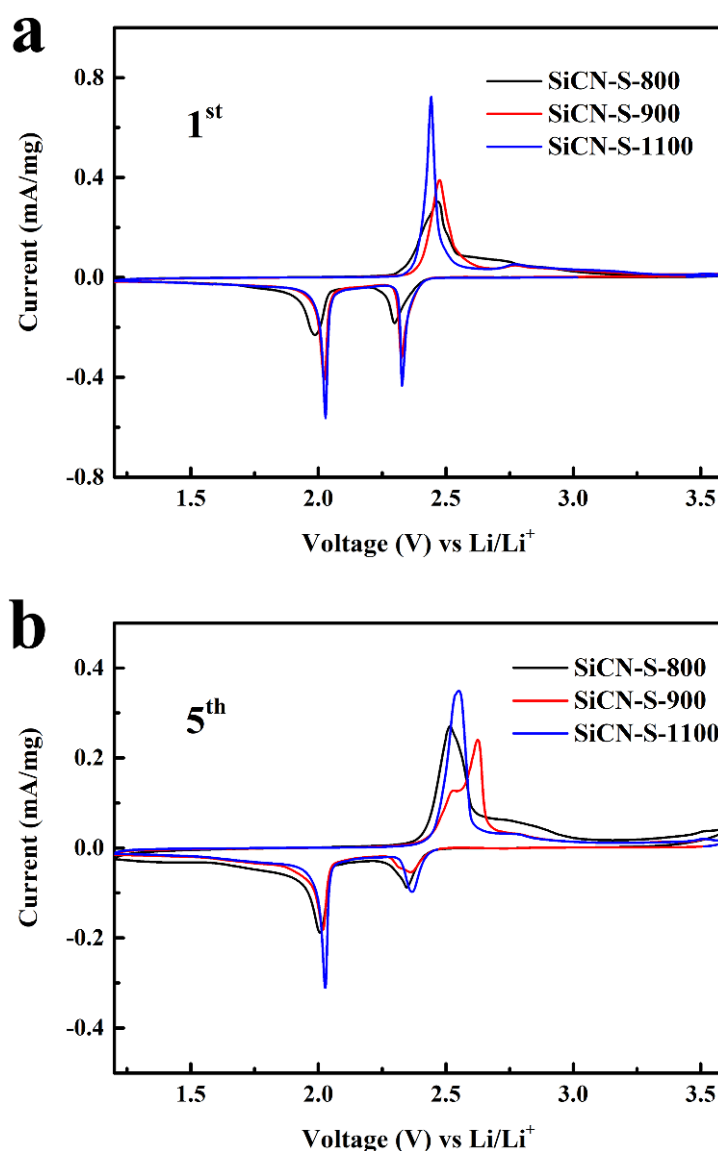 a
0.8
0.4
0.0
-0.4
-0.8
Current (mA/mg)
1st
SiCN-S-800
SiCN-S-900
SiCN-S-1100
1.5 2.0 2.5 3.0 3.5
Voltage (V) vs Li/Li+
b
0.4
0.2
0.0
-0.2
-0.4
Current (mA/mg)
5th
SiCN-S-800
SiCN-S-900
SiCN-S-1100
1.5 2.0 2.5 3.0 3.5
Voltage (V) vs Li/Li+